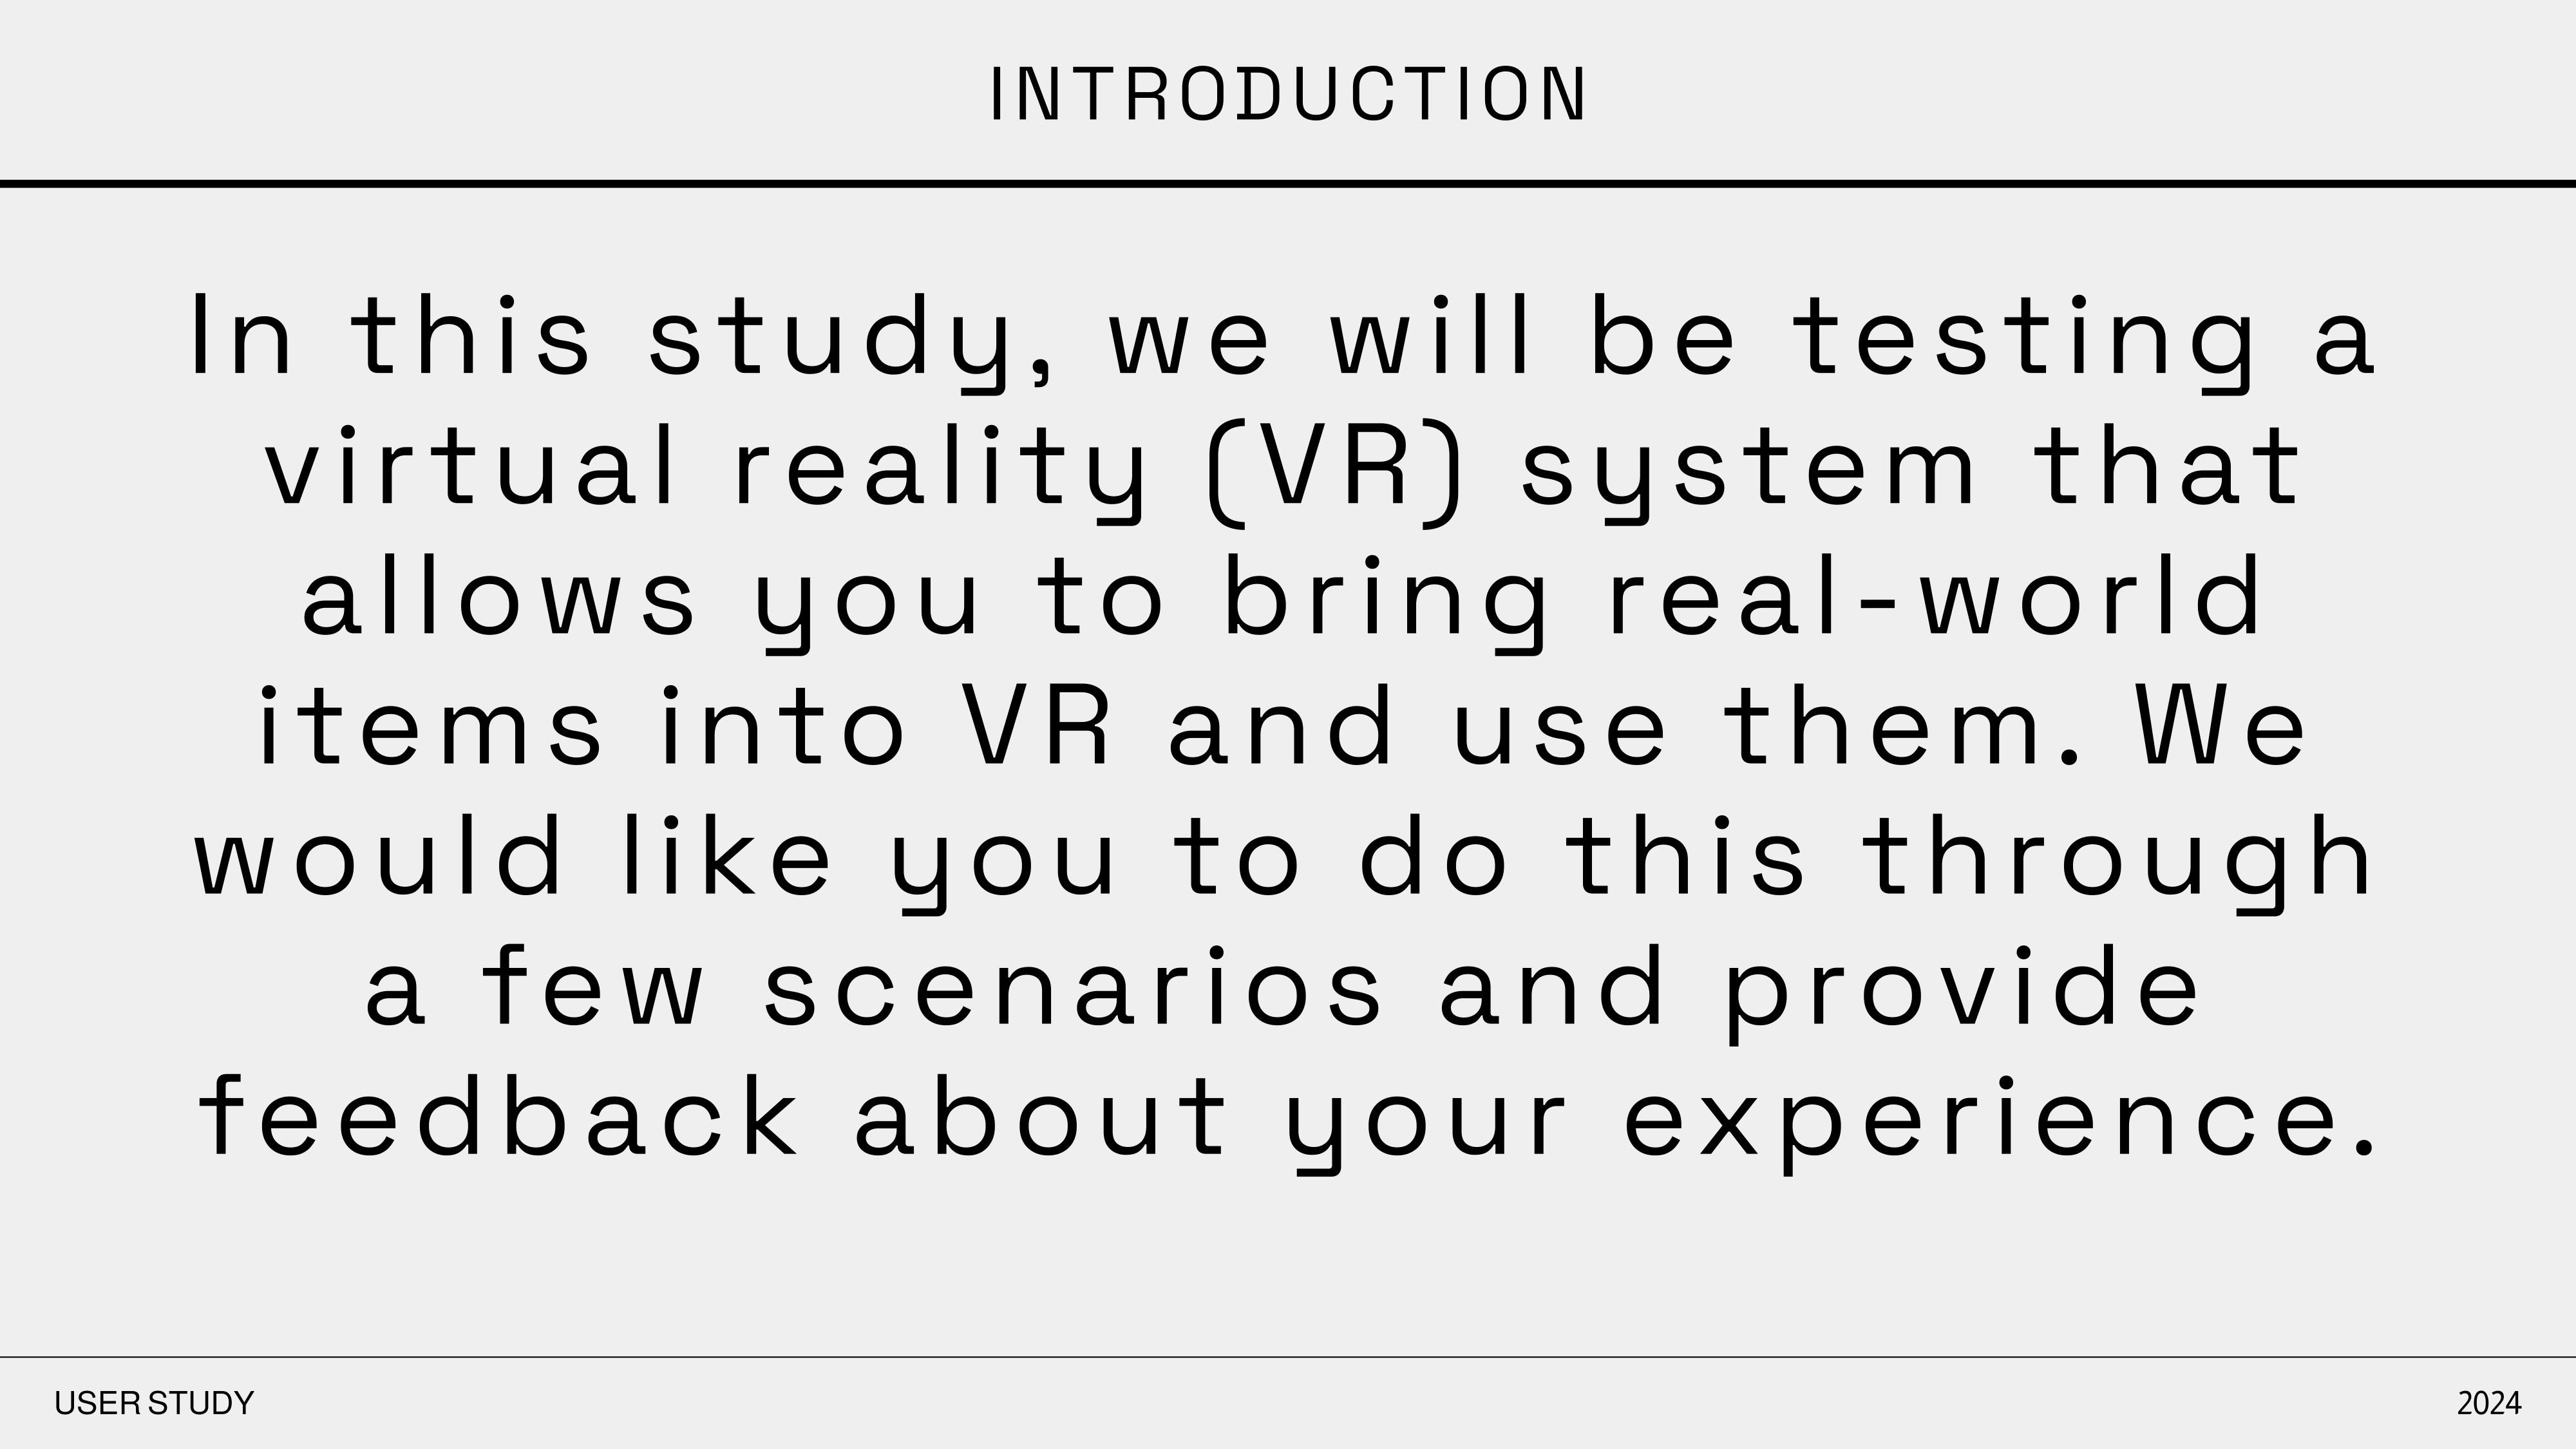 INTRODUCTION
In this study, we will be testing a
virtual reality (VR) system that
allows you to bring real-world
items into VR and use them. We
would like you to do this through
a few scenarios and provide
feedback about your experience.
USER STUDY
2024